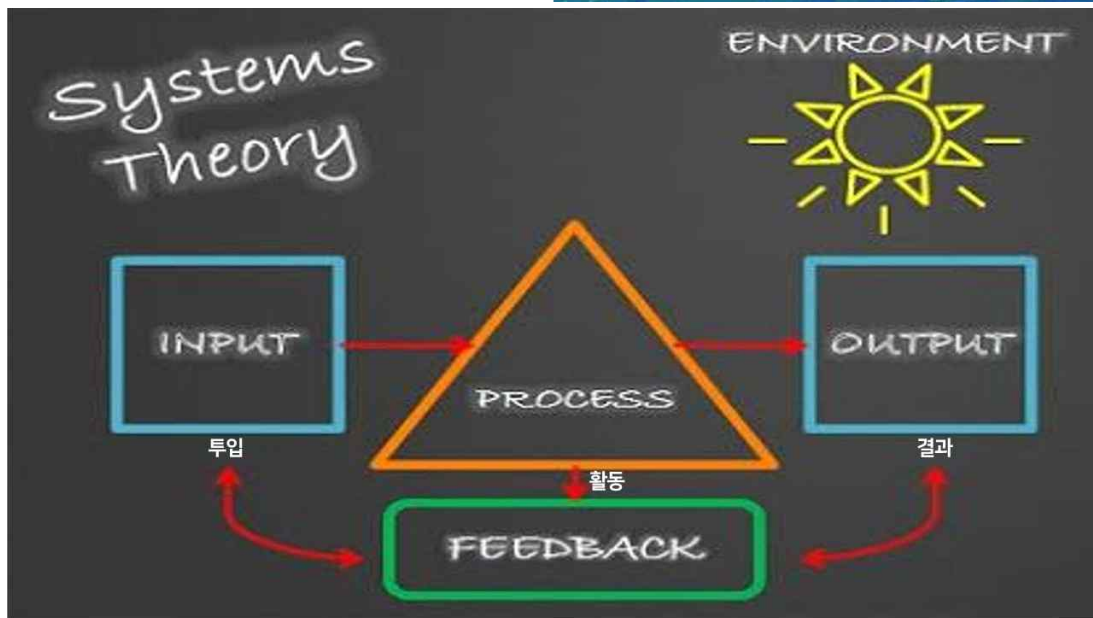 Systems
Theory
ENVIRONMENT
INPUT
PROCESS
OUTPUT
투입
활동
결과
FEEDBACK